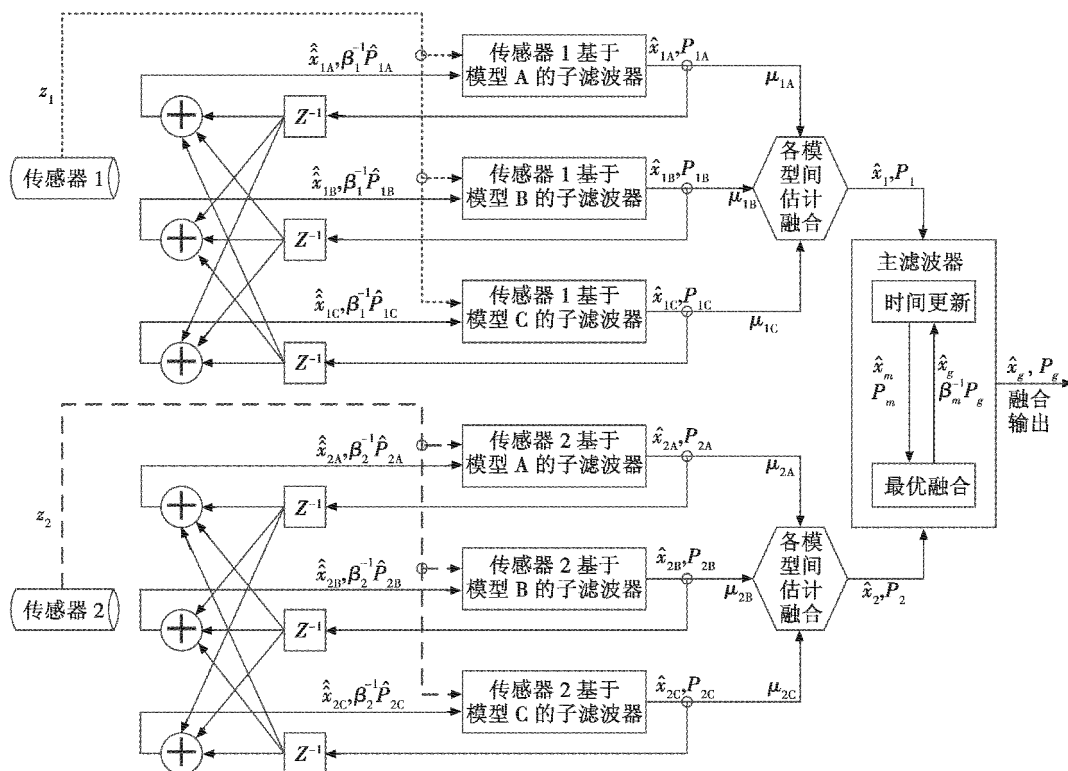 z₁
传感器 1
x̂̂₁A,β₁⁻¹P̂₁A
传感器 1 基于
模型 A 的子滤波器
x̂₁A,P₁A
μ₁A
Z⁻¹
x̂̂₁B,β₁⁻¹P̂₁B
传感器 1 基于
模型 B 的子滤波器
x̂₁B,P₁B
μ₁B
Z⁻¹
x̂̂₁C,β₁⁻¹P̂₁C
传感器 1 基于
模型 C 的子滤波器
x̂₁C,P₁C
μ₁C
Z⁻¹
各模
型间
估计
融合
x̂₁,P₁
主滤波器
时间更新
x̂m
Pm
x̂g
βm⁻¹Pg
最优融合
x̂g, Pg
融合
输出
z₂
传感器 2
x̂̂₂A,β₂⁻¹P̂₂A
传感器 2 基于
模型 A 的子滤波器
x̂₂A,P₂A
μ₂A
Z⁻¹
x̂̂₂B,β₂⁻¹P̂₂B
传感器 2 基于
模型 B 的子滤波器
x̂₂B,P₂B
μ₂B
Z⁻¹
x̂̂₂C,β₂⁻¹P̂₂C
传感器 2 基于
模型 C 的子滤波器
x̂₂C,P₂C
μ₂C
Z⁻¹
各模
型间
估计
融合
x̂₂,P₂